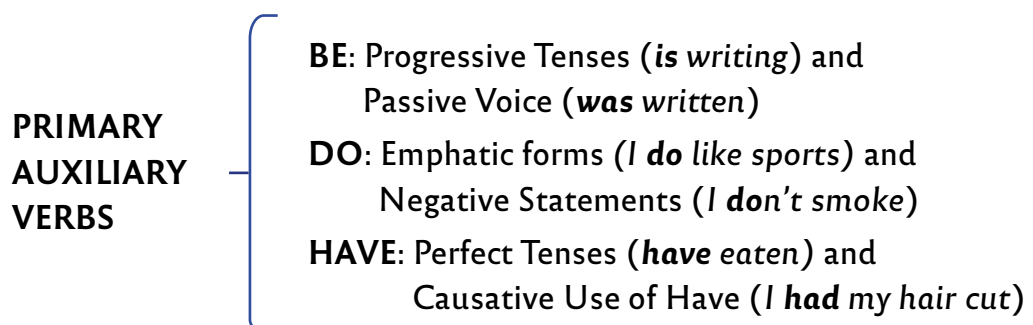 PRIMARY
AUXILIARY
VERBS
BE: Progressive Tenses (is writing) and
Passive Voice (was written)
DO: Emphatic forms (I do like sports) and
Negative Statements (I don't smoke)
HAVE: Perfect Tenses (have eaten) and
Causative Use of Have (I had my hair cut)